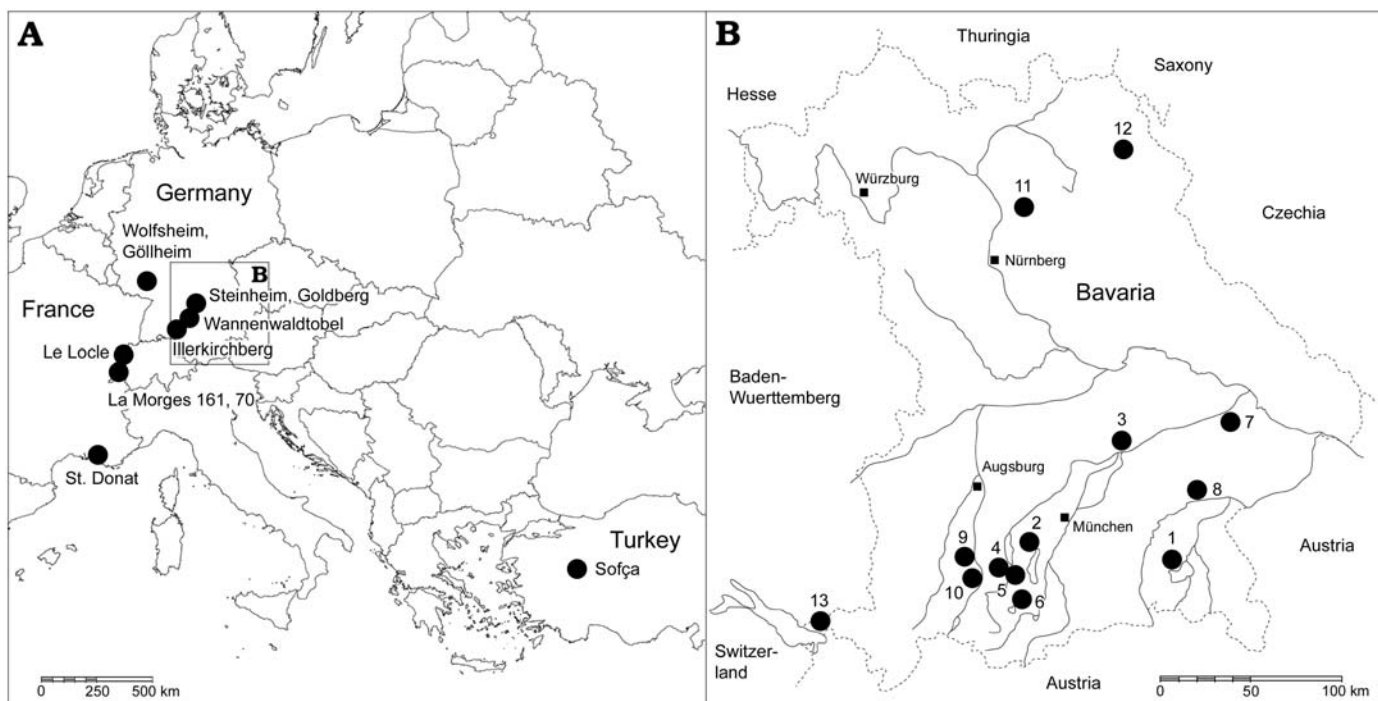 A
Germany
Wolfsheim,
Göllheim
B
Steinheim, Goldberg
France
Wannenwaldtobel
Illerkirchberg
Le Locle
La Morges 161, 70
St. Donat
Turkey
Sofça
0 250 500 km
B
Thuringia
Saxony
Hesse
12
Würzburg
11
Czechia
Nürnberg
Bavaria
Baden-
Wuerttemberg
3
7
Augsburg
8
München
2
1
Austria
9
4
5
10
6
13
Switzer-
land
Austria
0 100 km